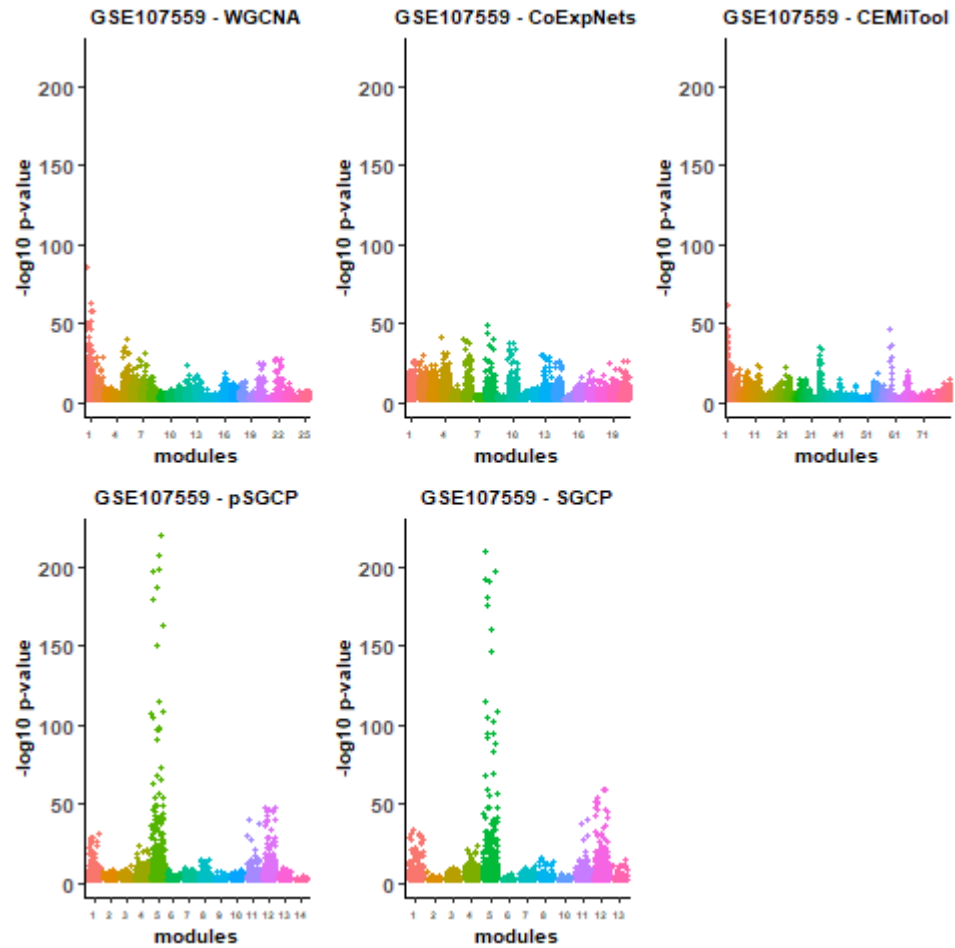 GSE107559 - WGCNA
-log10 p-value
200
150
100
50
0
1 4 7 10 13 16 19 22 25
modules
GSE107559 - CoExpNets
-log10 p-value
200
150
100
50
0
1 4 7 10 13 16 19
modules
GSE107559 - CEMiTool
-log10 p-value
200
150
100
50
0
1 11 21 31 41 51 61 71
modules
GSE107559 - pSGCP
-log10 p-value
200
150
100
50
0
1 2 3 4 5 6 7 8 9 10 11 12 13 14
modules
GSE107559 - SGCP
-log10 p-value
200
150
100
50
0
1 2 3 4 5 6 7 8 10 11 12 13
modules